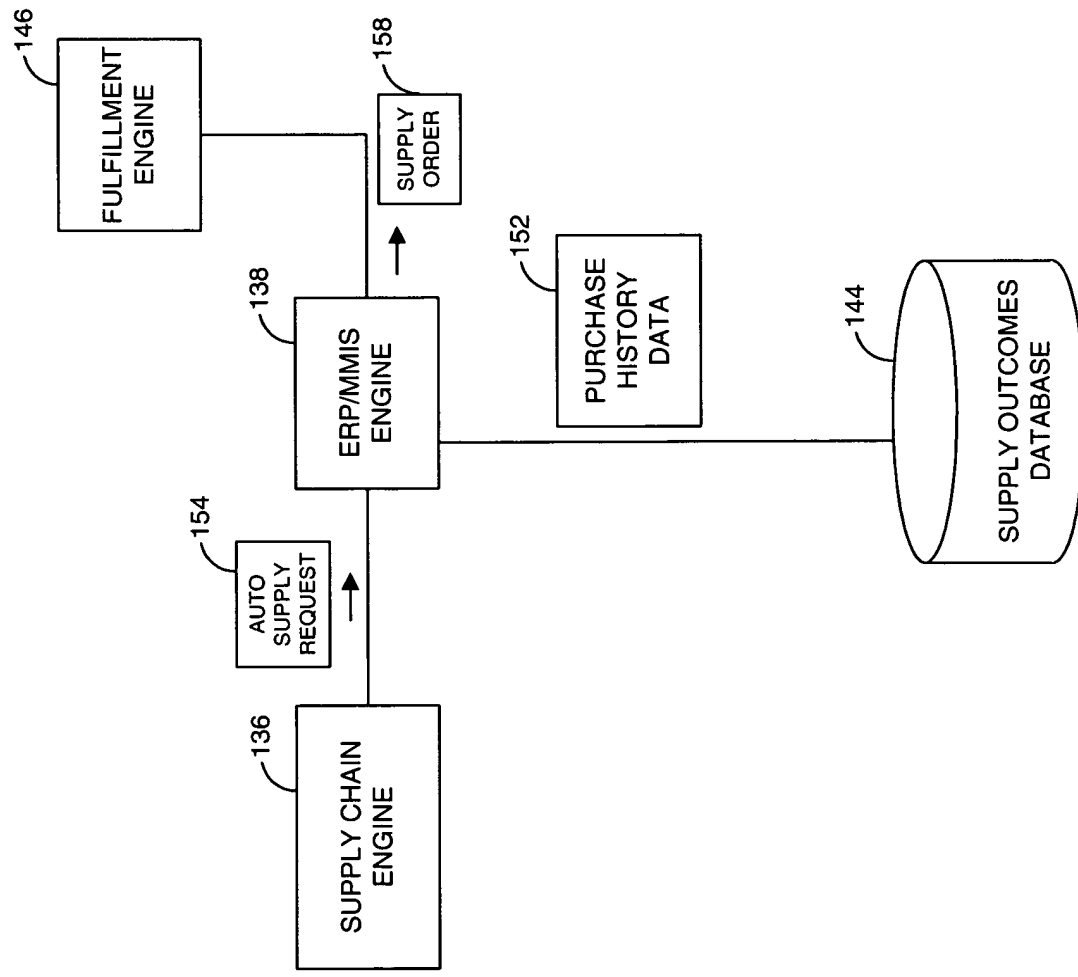 146
FULFILLMENT
ENGINE
158
SUPPLY
ORDER
138
ERP/MMIS
ENGINE
152
PURCHASE
HISTORY
DATA
154
AUTO
SUPPLY
REQUEST
136
SUPPLY CHAIN
ENGINE
144
SUPPLY OUTCOMES
DATABASE